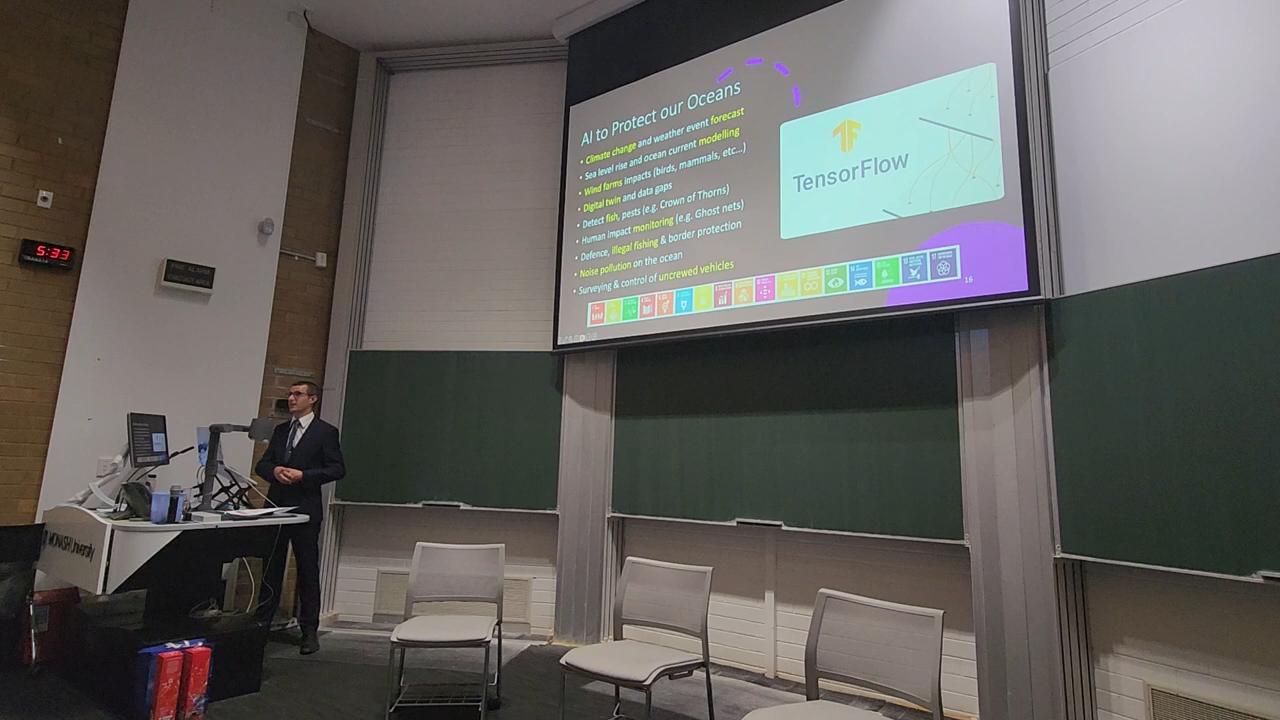 AI to Protect our Oceans
• Climate change and weather event forecast
• Sea level rise and ocean current modelling
• Wind farms impacts (birds, mammals, etc...)
• Digital twin and data gaps
• Detect fish, pests (e.g. Crown of Thorns)
• Human impact monitoring (e.g. Ghost nets)
• Defence, illegal fishing & border protection
• Noise pollution on the ocean
• Surveying & control of uncrewed vehicles
TensorFlow
16
5:33
FIRE ALARM
MONASH University